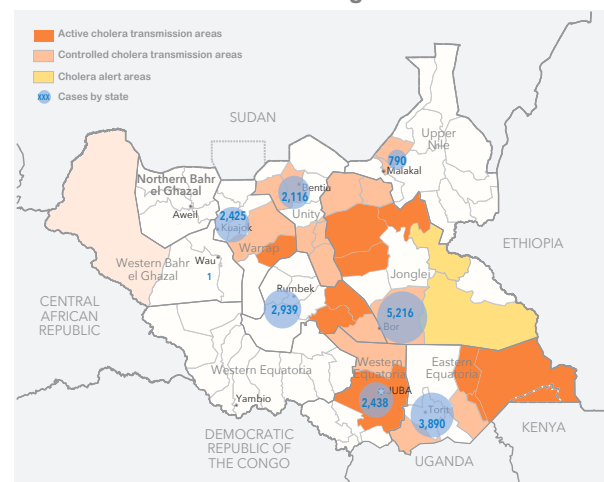 Active cholera transmission areas
Controlled cholera transmission areas
Cholera alert areas
xxx Cases by state
SUDAN
Upper
Nile
790
Malakal
Northern Bahr
el Ghazal
Bentiu
2,116
Aweil
2,425
Kuajok
Unity
Warrap
ETHIOPIA
Western Bahr
el Ghazal
Wau
1
Jonglei
Rumbek
CENTRAL
AFRICAN
REPUBLIC
2,939
5,216
Bor
Western Equatoria
Western
Equatoria
Eastern
Equatoria
JUBA
2,438
Yambio
Torit
3,890
KENYA
DEMOCRATIC
REPUBLIC OF
THE CONGO
UGANDA